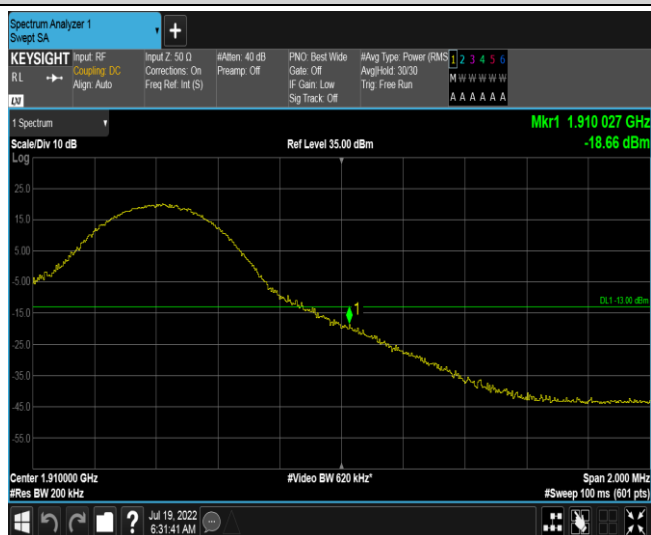 Spectrum Analyzer 1
Swept SA
+
KEYSIGHT
RL
Input: RF
Coupling: DC
Align: Auto
Input Z: 50 Ω
Corrections: On
Freq Ref: Int (S)
#Atten: 40 dB
Preamp: Off
PNO: Best Wide
Gate: Off
IF Gain: Low
Sig Track: Off
#Avg Type: Power (RMS
Avg|Hold: 30/30
Trig: Free Run
1 2 3 4 5 6
M W W W W W
A A A A A A
LXI
1 Spectrum
Scale/Div 10 dB
Ref Level 35.00 dBm
Mkr1 1.910 027 GHz
-18.66 dBm
Log
25.0
15.0
5.00
-5.00
-15.0
-25.0
-35.0
-45.0
-55.0
1
DL1 -13.00 dBm
Center 1.910000 GHz
#Res BW 200 kHz
#Video BW 620 kHz*
Span 2.000 MHz
#Sweep 100 ms (601 pts)
?
Jul 19, 2022
6:31:41 AM